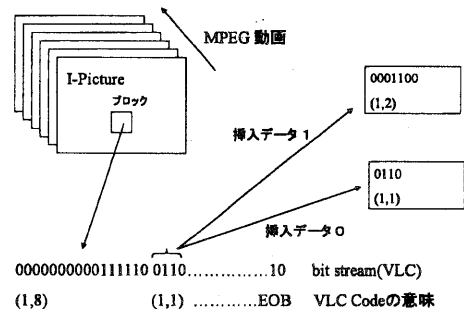 MPEG 動画
I-Picture
ブロック
0001100
(1,2)
挿入データ 1
0110
(1,1)
挿入データ 0
0000000000111110 0110...............10 bit stream(VLC)
(1,8) (1,1) ...........EOB VLC Codeの意味